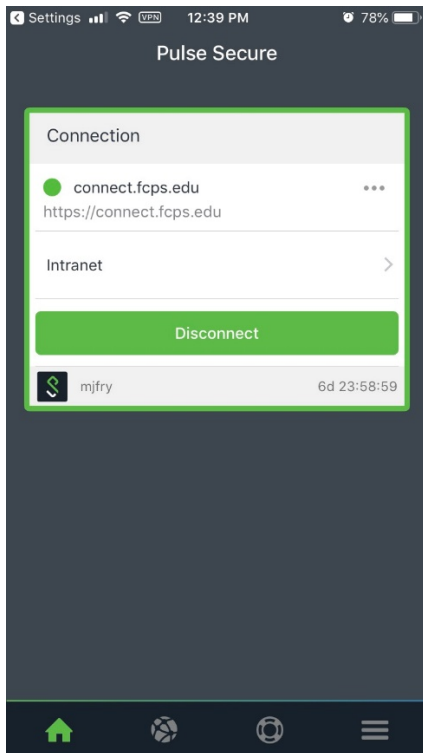 Settings VPN 12:39 PM 78%
Pulse Secure
Connection
connect.fcps.edu
https://connect.fcps.edu
Intranet
Disconnect
mjfry 6d 23:58:59